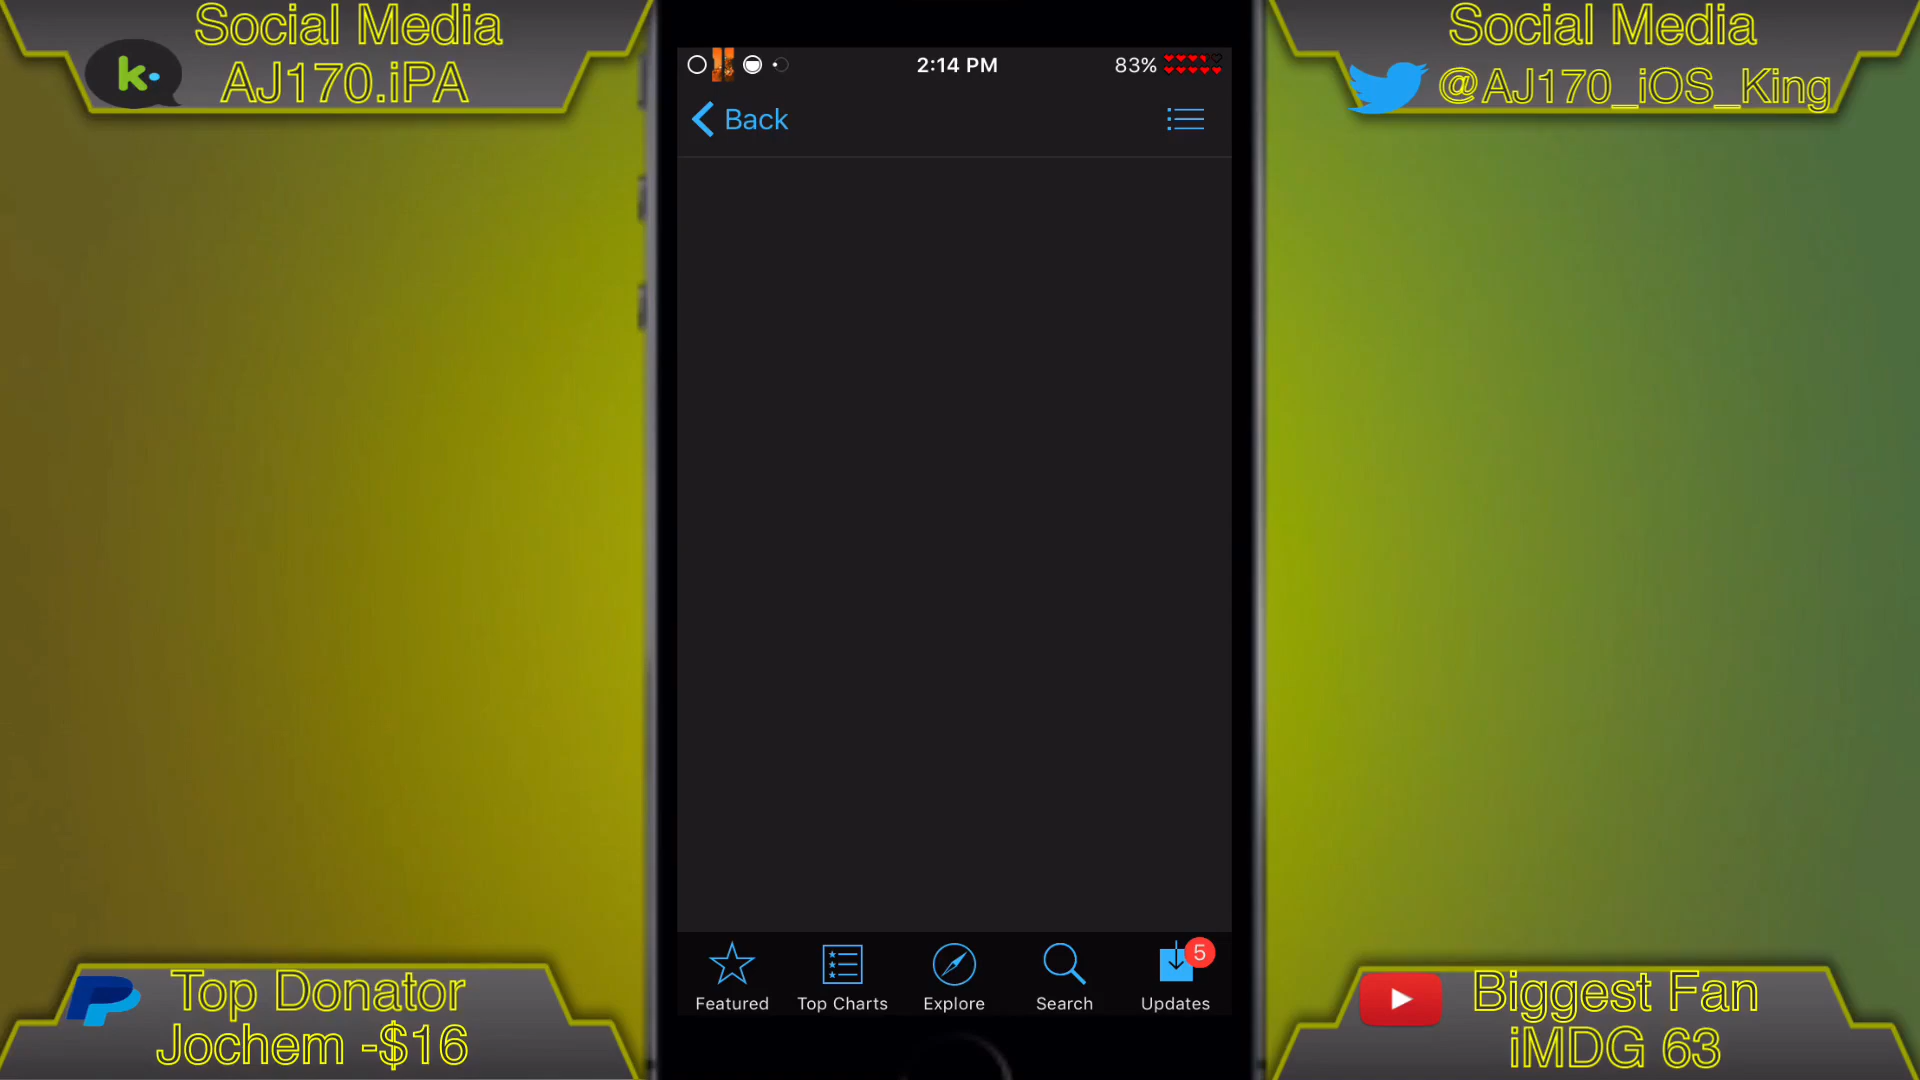 Social Media
AJ170.iPA
k
Social Media
@AJ170_iOS_King
2:14 PM
83%
Back
5
Featured
Top Charts
Explore
Search
Updates
Top Donator
Jochem -$16
Biggest Fan
iMDG 63